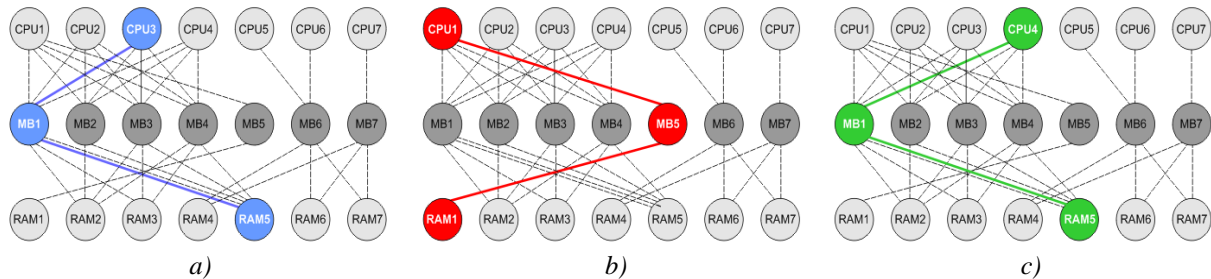 CPU1 CPU2 CPU3 CPU4 CPU5 CPU6 CPU7 CPU1 CPU2 CPU3 CPU4 CPU5 CPU6 CPU7 CPU1 CPU2 CPU3 CPU4 CPU5 CPU6 CPU7
MB1 MB2 MB3 MB4 MB5 MB6 MB7 MB1 MB2 MB3 MB4 MB5 MB6 MB7 MB1 MB2 MB3 MB4 MB5 MB6 MB7
RAM1 RAM2 RAM3 RAM4 RAM5 RAM6 RAM7 RAM1 RAM2 RAM3 RAM4 RAM5 RAM6 RAM7 RAM1 RAM2 RAM3 RAM4 RAM5 RAM6 RAM7
a) b) c)